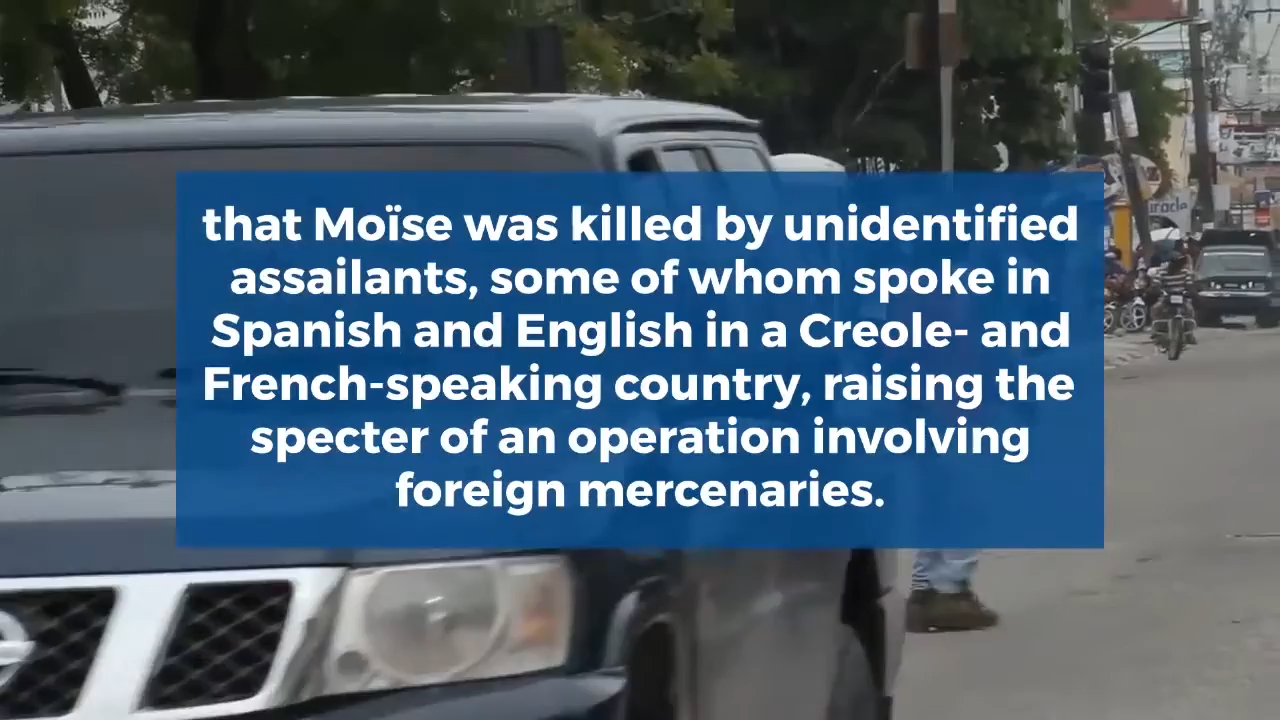 that Moïse was killed by unidentified
assailants, some of whom spoke in
Spanish and English in a Creole- and
French-speaking country, raising the
specter of an operation involving
foreign mercenaries.